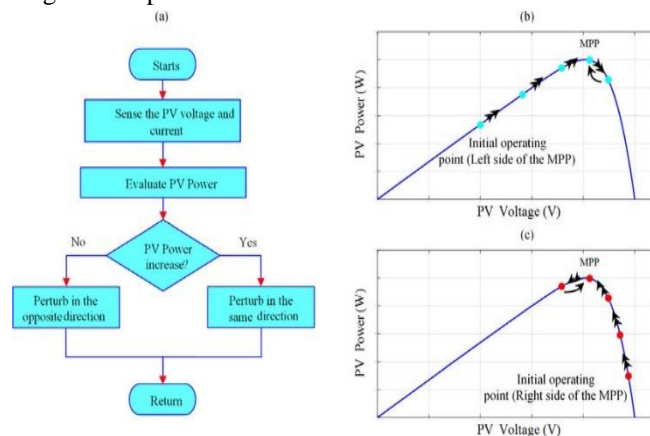 (a)
Starts
Sense the PV voltage and
current
Evaluate PV Power
No
PV Power
increase?
Yes
Perturb in the
opposite direction
Perturb in the
same direction
Return
(b)
MPP
PV Power (W)
Initial operating
point (Left side of the MPP)
PV Voltage (V)
(c)
MPP
PV Power (W)
Initial operating
point (Right side of the MPP)
PV Voltage (V)